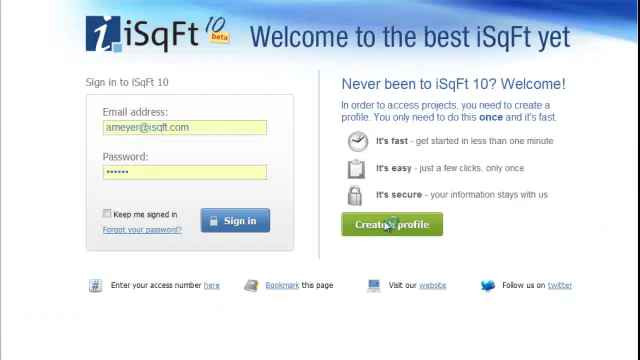 iSqFt 10 beta
Welcome to the best iSqFt yet
Sign in to iSqFt 10
Email address:
ameyer@isqft.com
Password:
••••••
Keep me signed in
Forgot your password?
Sign in
Never been to iSqFt 10? Welcome!
In order to access projects, you need to create a
profile. You only need to do this once and it's fast.
It's fast - get started in less than one minute
It's easy - just a few clicks, only once
It's secure - your information stays with us
Create profile
Enter your access number here
Bookmark this page
Visit our website
Follow us on twitter